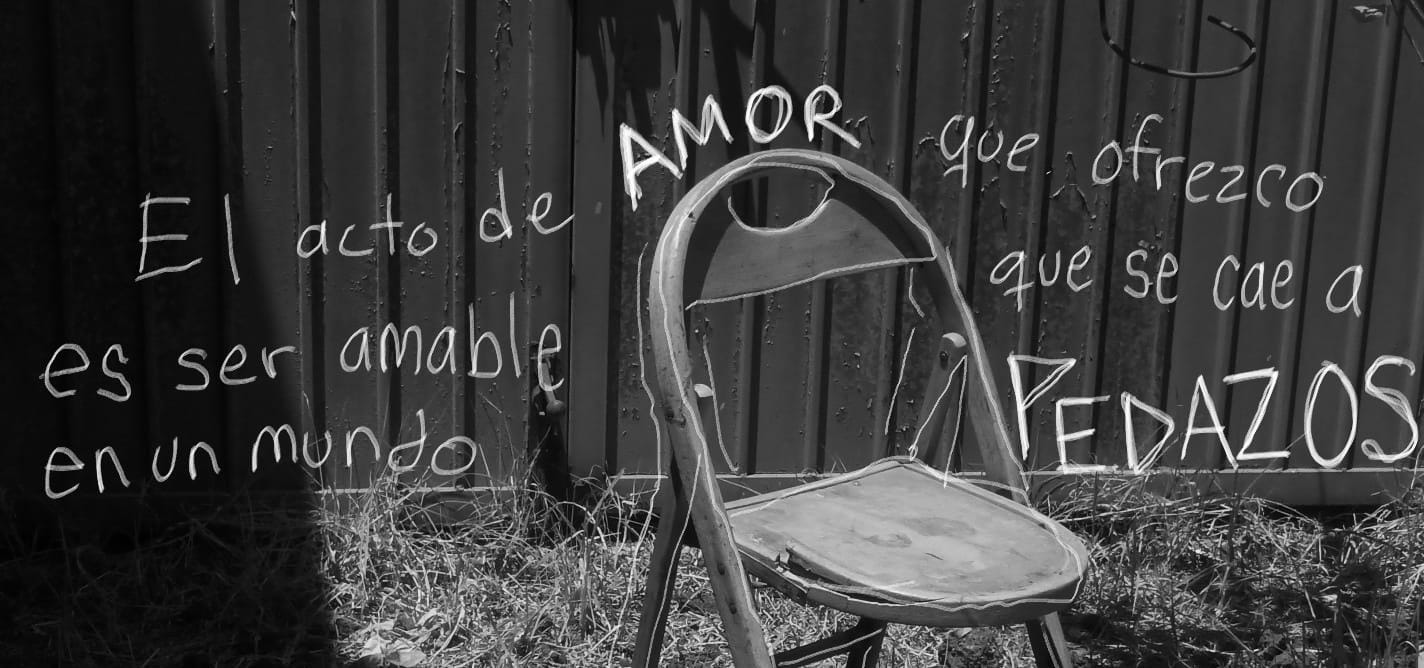 El acto de AMOR que ofrezco
es ser amable que se cae a
en un mundo PEDAZOS